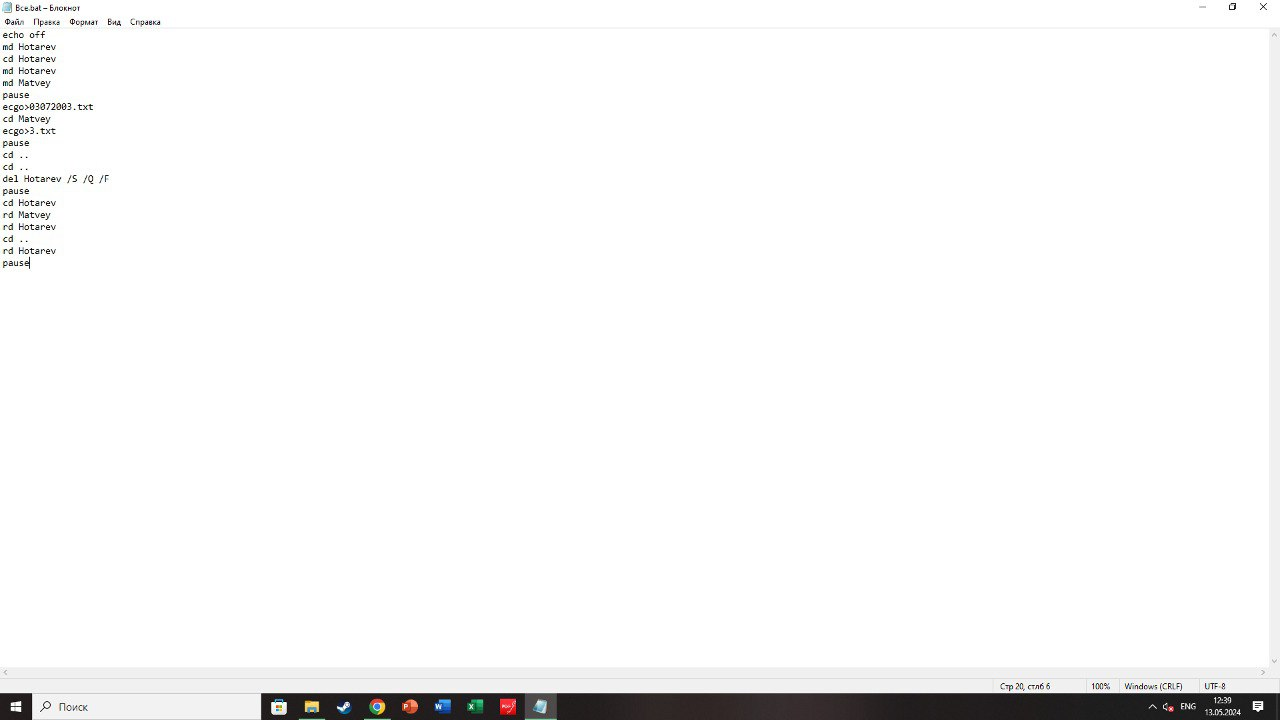 Все.bat – Блокнот
Файл Правка Формат Вид Справка
echo off
md Hotarev
cd Hotarev
md Hotarev
md Matvey
pause
ecgo>03072003.txt
cd Matvey
ecgo>3.txt
pause
cd ..
cd ..
del Hotarev /S /Q /F
pause
cd Hotarev
rd Matvey
rd Hotarev
cd ..
rd Hotarev
pause
Стр 20, стлб 6 100% Windows (CRLF) UTF-8
Поиск
ENG
12:39
13.05.2024